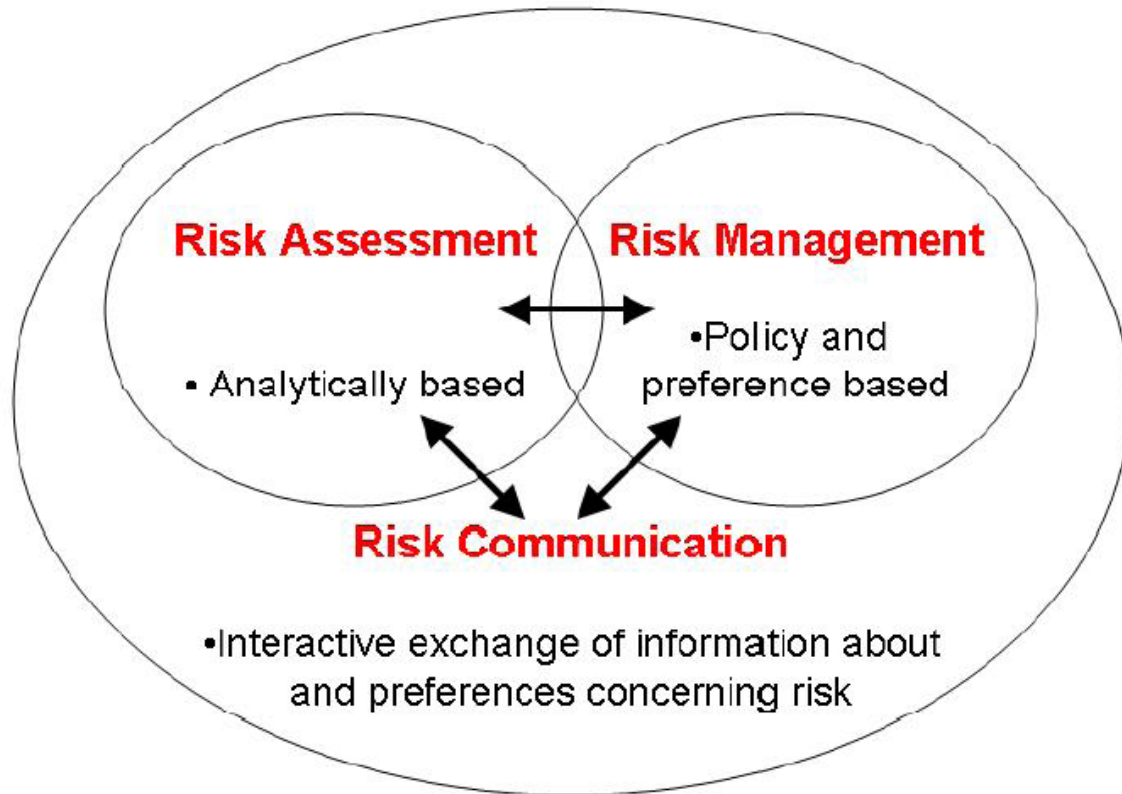 Risk Assessment
Risk Management
• Analytically based
•Policy and
preference based
Risk Communication
•Interactive exchange of information about
and preferences concerning risk